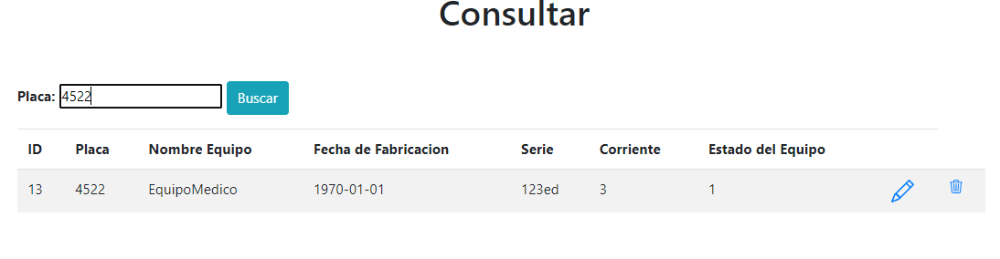 Consultar
Placa: 4522 Buscar
ID Placa Nombre Equipo Fecha de Fabricacion Serie Corriente Estado del Equipo
13 4522 EquipoMedico 1970-01-01 123ed 3 1